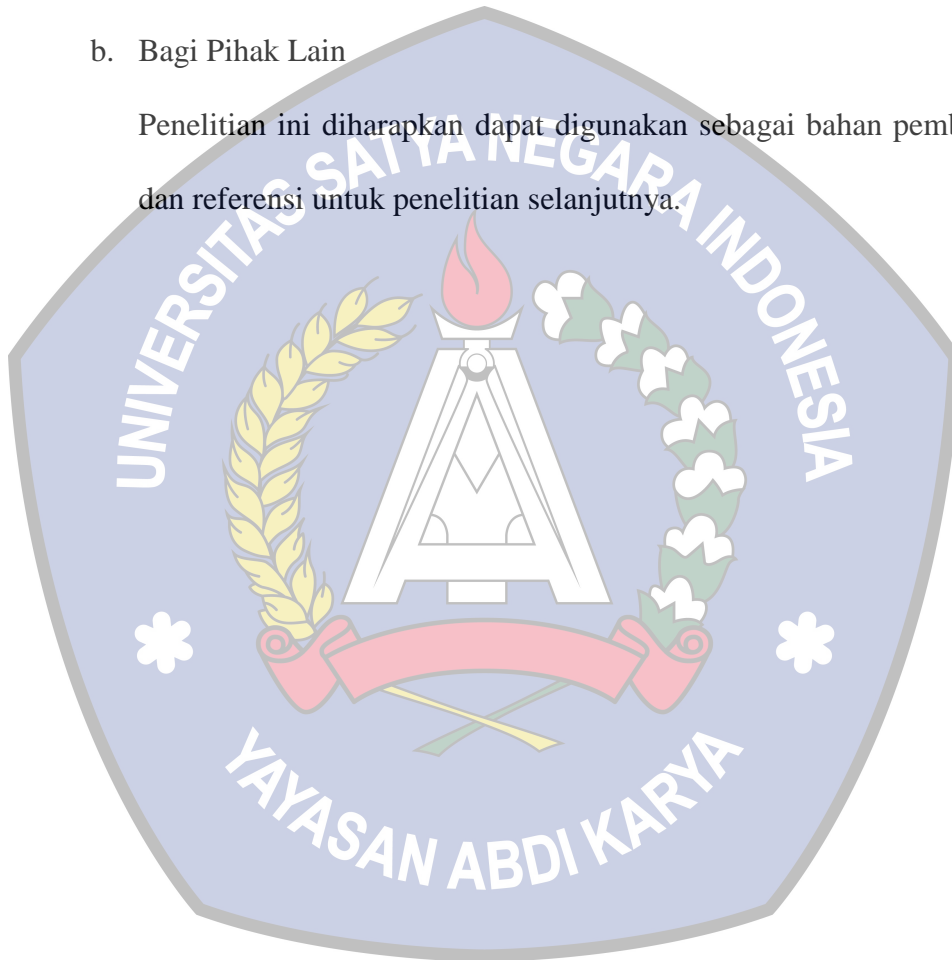 b. Bagi Pihak Lain
Penelitian ini diharapkan dapat digunakan sebagai bahan
dan referensi untuk penelitian selanjutnya.
UNIVERSITAS SATYA NEGARA INDONESIA
YAYASAN ABDI KARYA